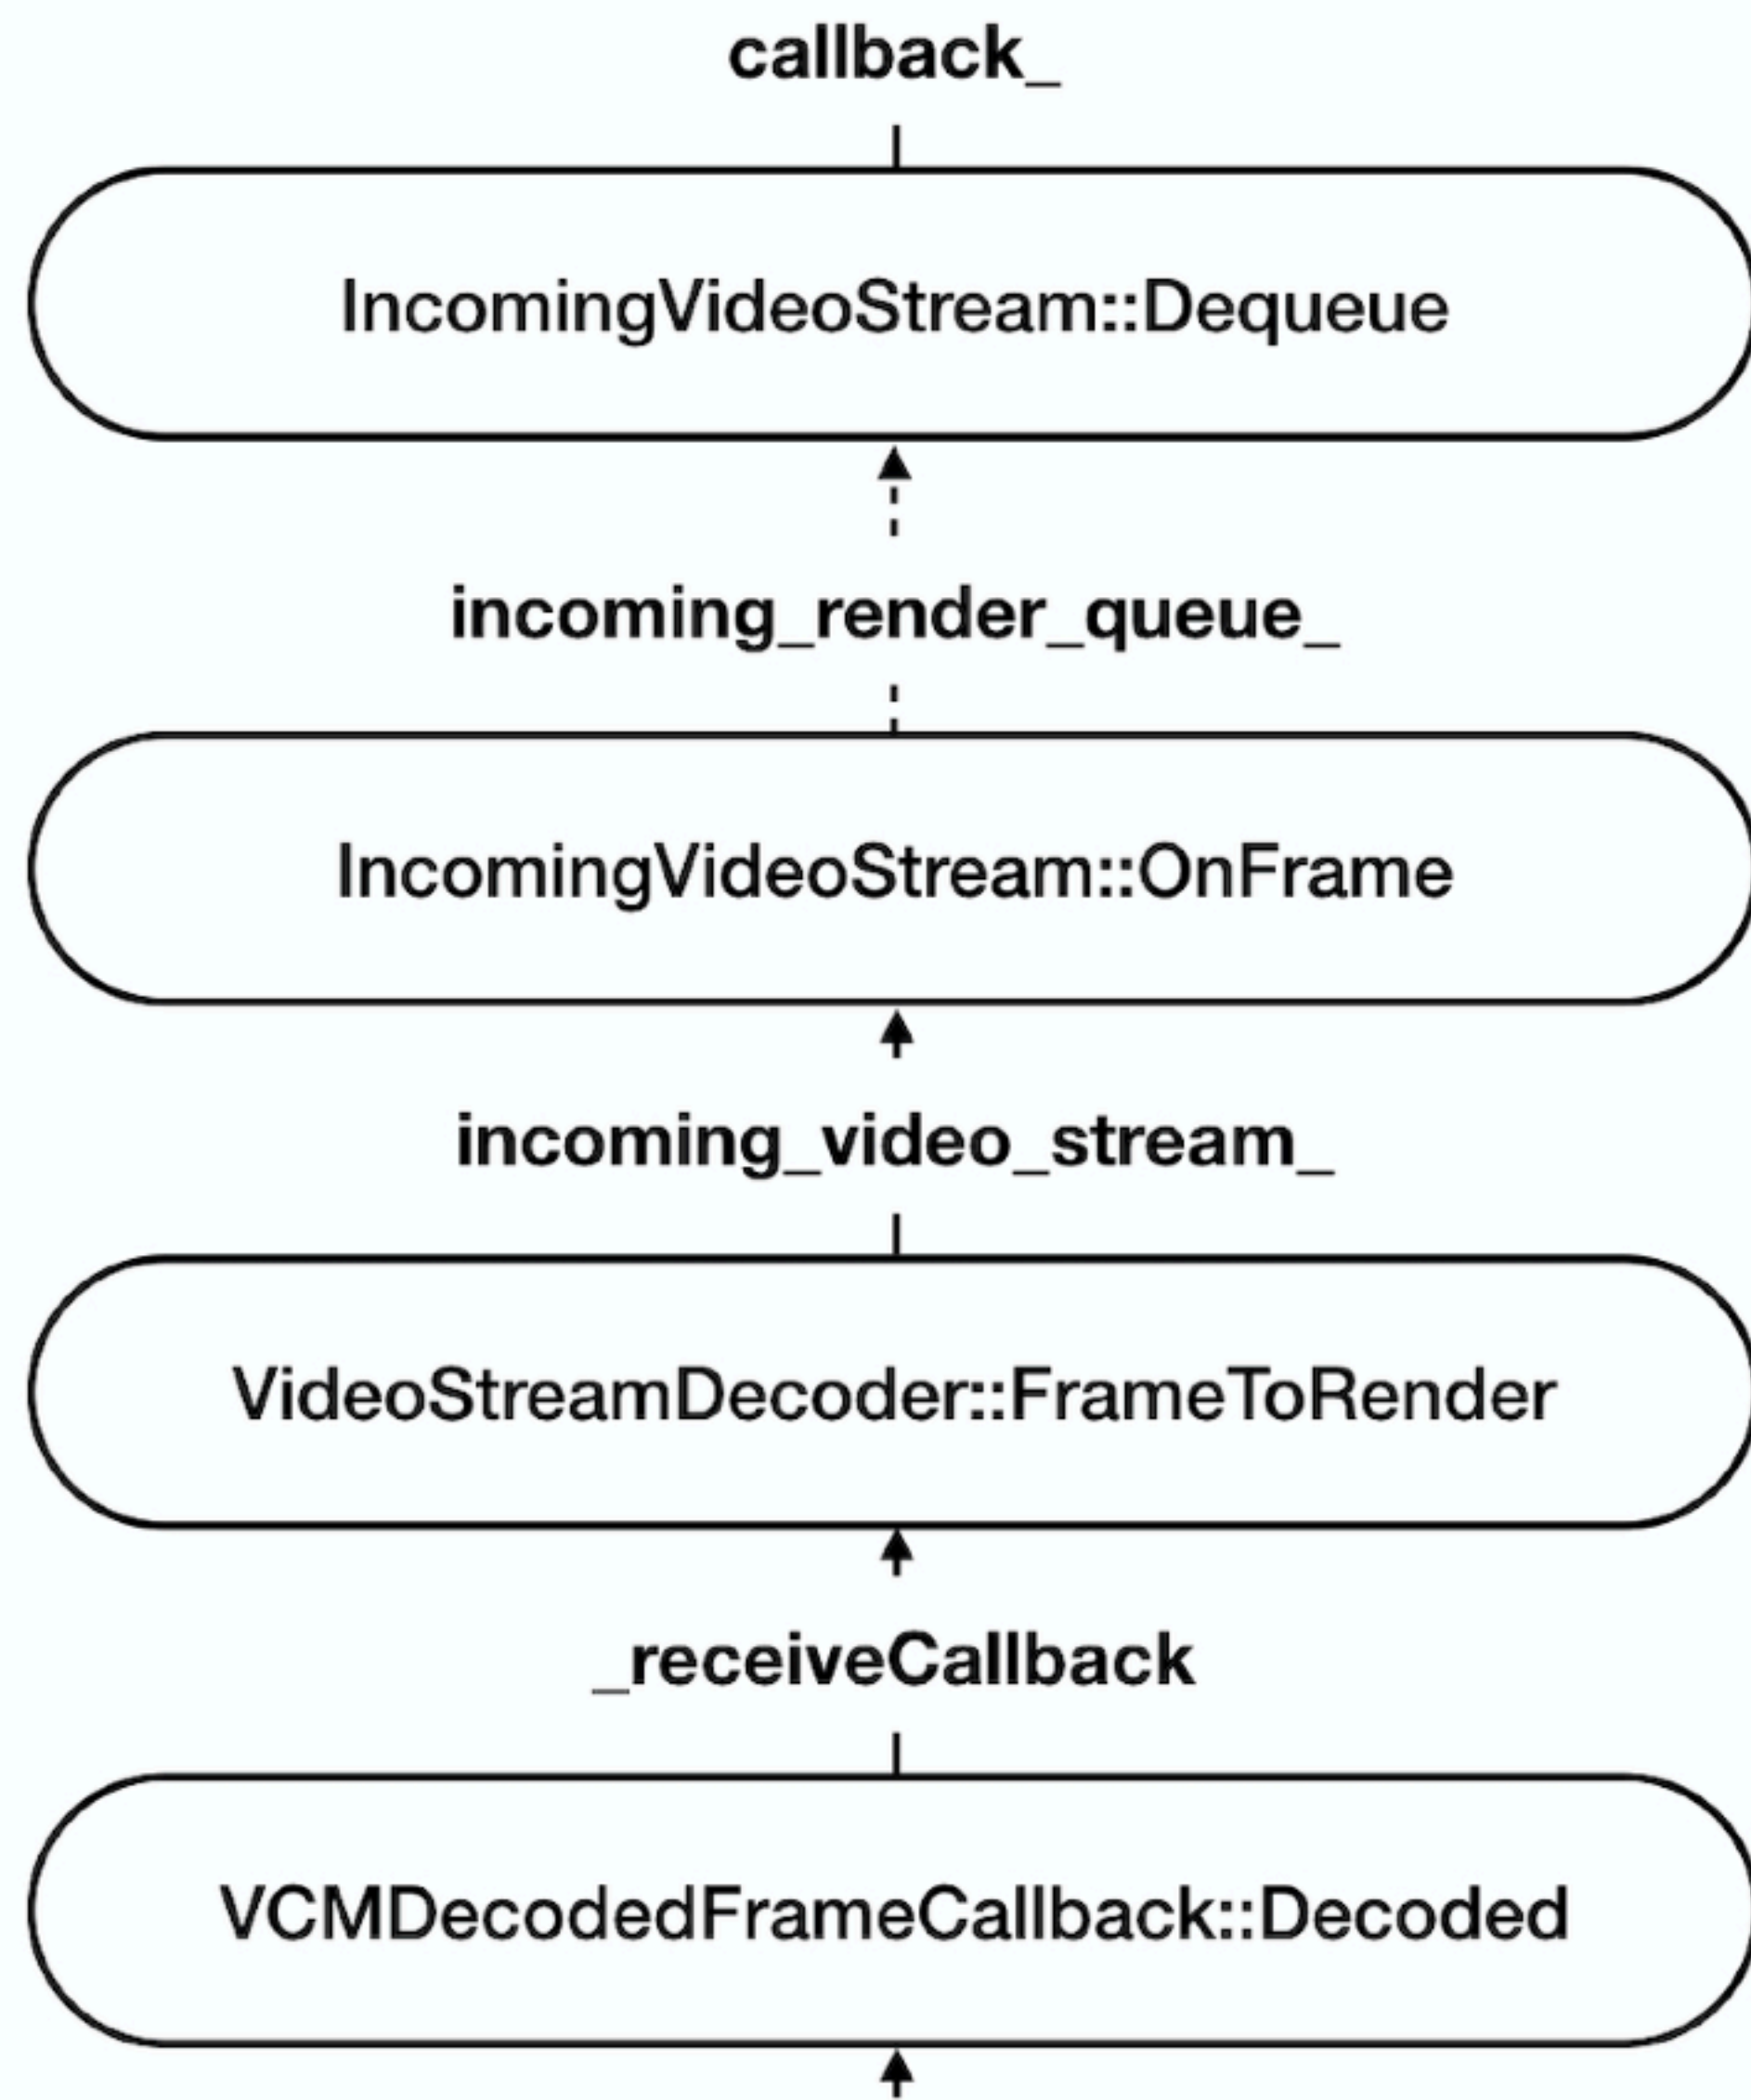 callback_
IncomingVideoStream::Dequeue
incoming_render_queue_
IncomingVideoStream::OnFrame
incoming_video_stream_
VideoStreamDecoder::FrameToRender
_receiveCallback
VCMDecodedFrameCallback::Decoded